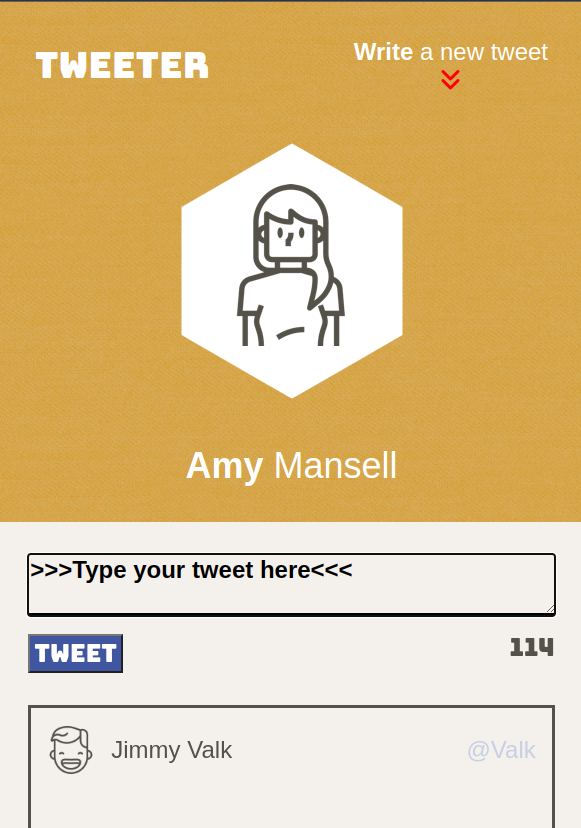 TWEETER
Write a new tweet
Amy Mansell
>>>Type your tweet here<<<
TWEET
114
Jimmy Valk
@Valk